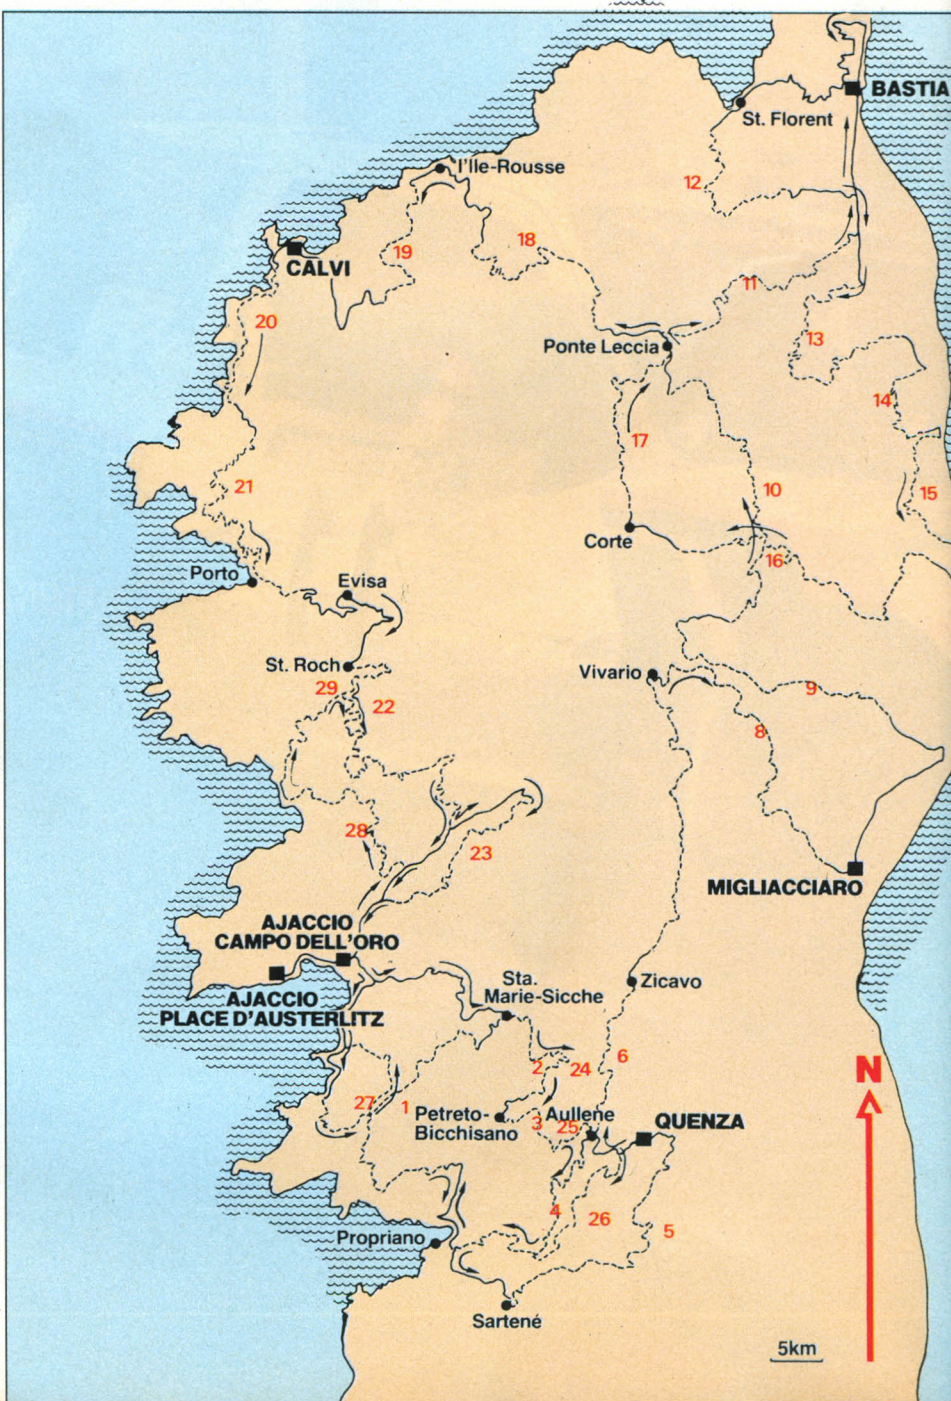 BASTIA
St. Florent
l'Ile-Rousse
12
18
19
CALVI
11
20
13
Ponte Leccia
14
17
21
10
15
Corte
16
Porto
Evisa
St. Roch
Vivario
29
22
9
8
28
23
MIGLIACCIARO
AJACCIO
CAMPO DELL'ORO
AJACCIO
PLACE D'AUSTERLITZ
Sta.
Marie-Sicche
Zicavo
2
24
6
N
27
1
Petreto-
Bicchisano
3
Aullene
25
QUENZA
4
26
5
Propriano
Sartené
5km